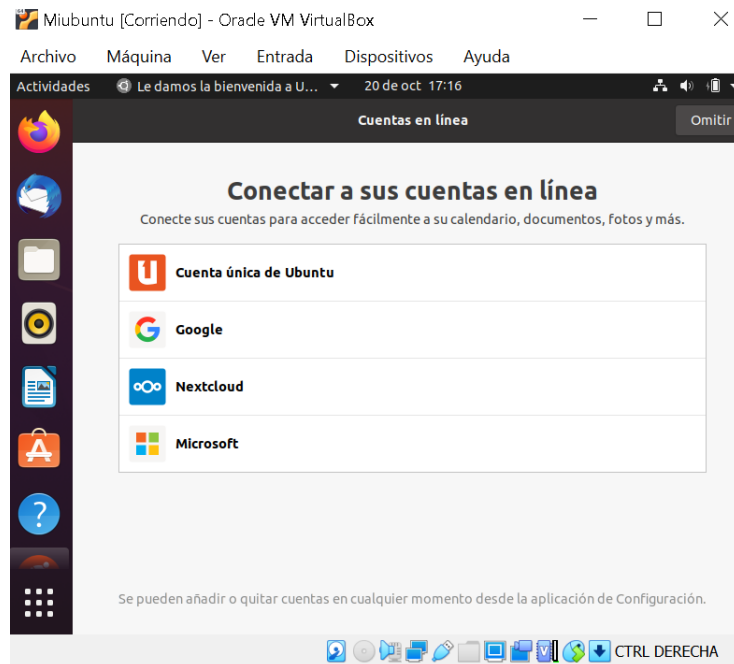 Miubuntu [Corriendo] - Oracle VM VirtualBox
Archivo Máquina Ver Entrada Dispositivos Ayuda
Actividades Le damos la bienvenida a U... 20 de oct 17:16
Cuentas en línea Omitir
Conectar a sus cuentas en línea
Conecte sus cuentas para acceder fácilmente a su calendario, documentos, fotos y más.
Cuenta única de Ubuntu
Google
Nextcloud
Microsoft
Se pueden añadir o quitar cuentas en cualquier momento desde la aplicación de Configuración.
CTRL DERECHA